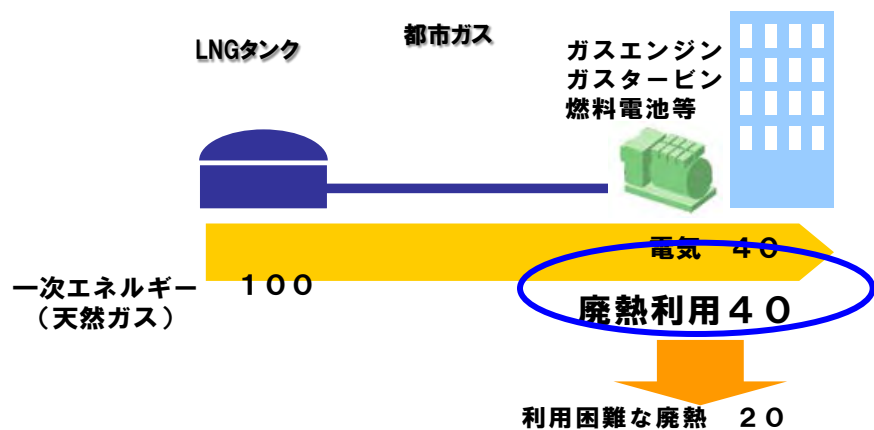 LNGタンク
都市ガス
ガスエンジン
ガスタービン
燃料電池等
電気 40
一次エネルギー 100
（天然ガス）
廃熱利用40
利用困難な廃熱 20